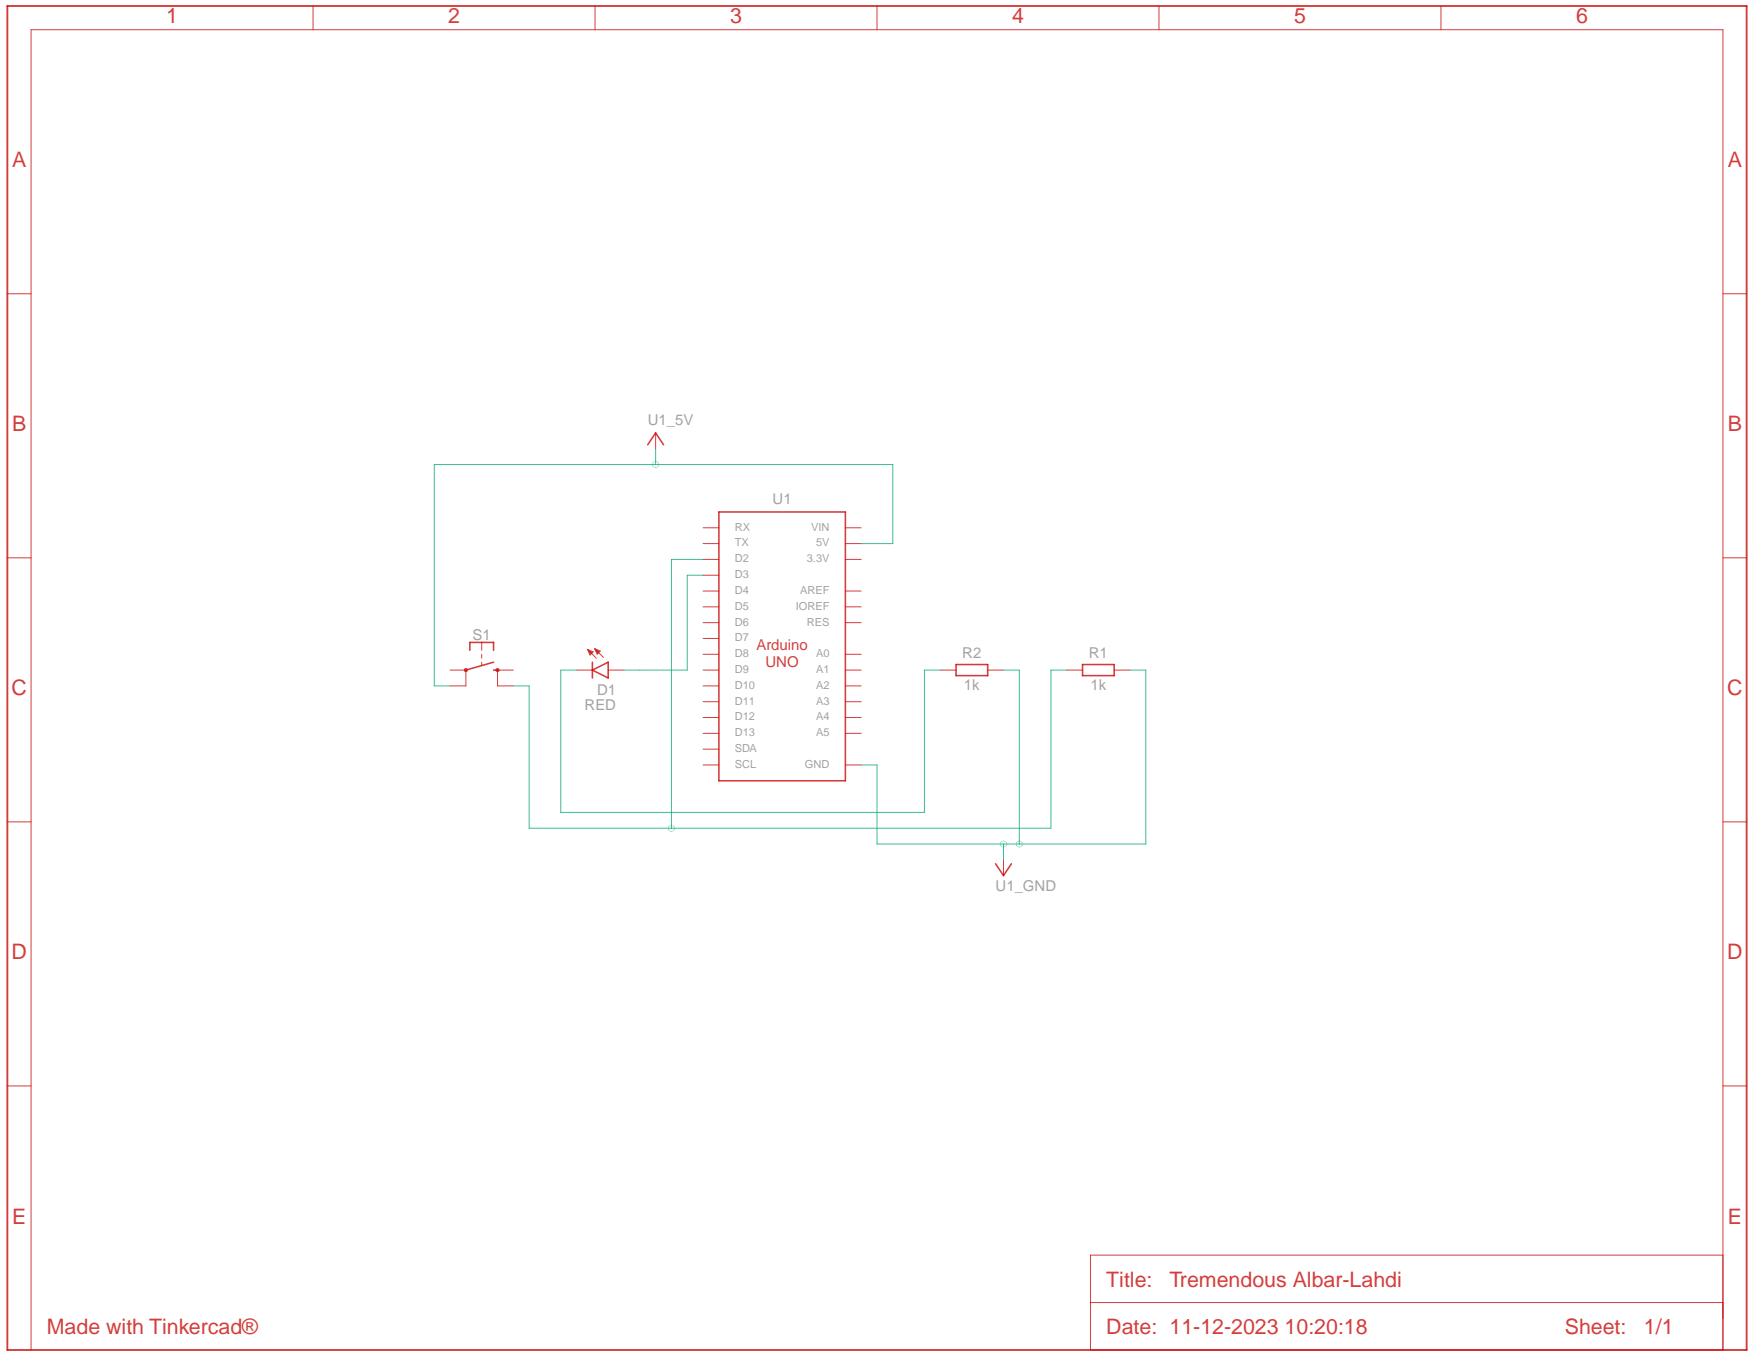 1 2 3 4 5 6
A A
B B
U1_5V
U1
RX VIN
TX 5V
D2 3.3V
D3
D4 AREF
D5 IOREF
D6 RES
D7
Arduino
UNO
D8 A0
D9 A1
D10 A2
D11 A3
D12 A4
D13 A5
SDA
SCL GND
S1
D1
RED
R2
1k
R1
1k
C C
U1_GND
D D
E E
Title: Tremendous Albar-Lahdi
Made with Tinkercad®
Date: 11-12-2023 10:20:18 Sheet: 1/1